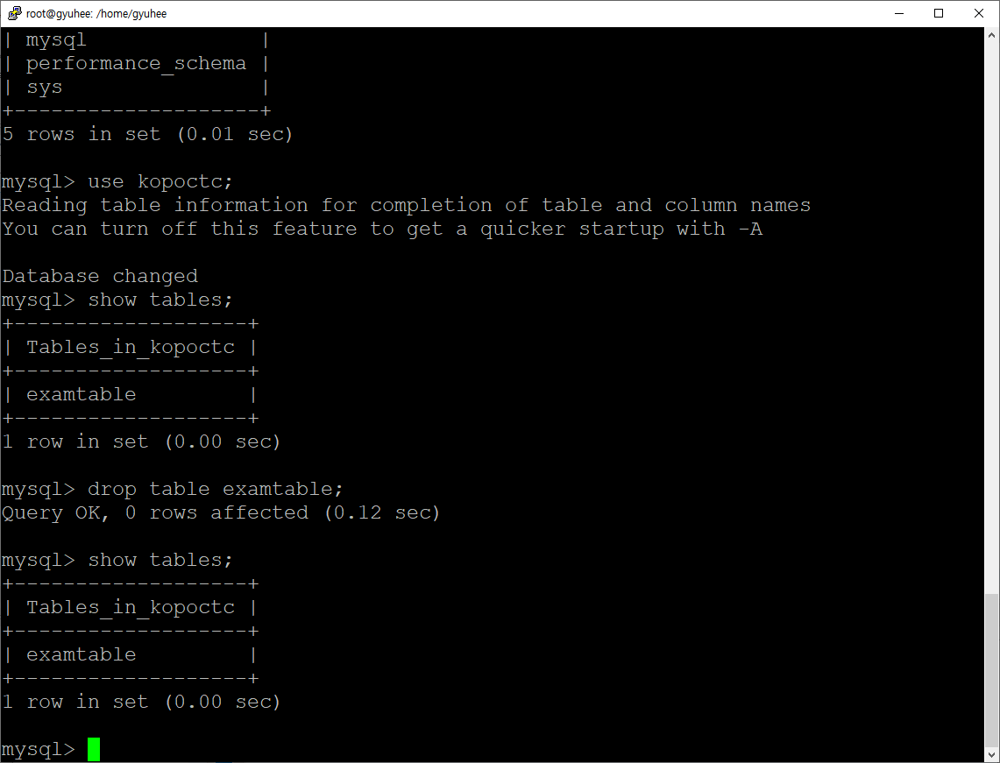 root@gyuhee: /home/gyuhee
| mysql              |
| performance_schema |
| sys                |
+--------------------+
5 rows in set (0.01 sec)
mysql> use kopoctc;
Reading table information for completion of table and column names
You can turn off this feature to get a quicker startup with -A
Database changed
mysql> show tables;
+-------------------+
| Tables_in_kopoctc |
+-------------------+
| examtable         |
+-------------------+
1 row in set (0.00 sec)
mysql> drop table examtable;
Query OK, 0 rows affected (0.12 sec)
mysql> show tables;
+-------------------+
| Tables_in_kopoctc |
+-------------------+
| examtable         |
+-------------------+
1 row in set (0.00 sec)
mysql>